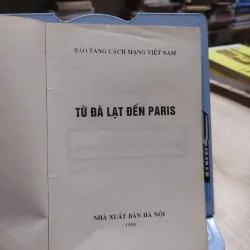 BẢO TÀNG CÁCH MẠNG VIỆT NAM
TỪ ĐÀ LẠT ĐẾN PARIS
NHÀ XUẤT BẢN HÀ NỘI